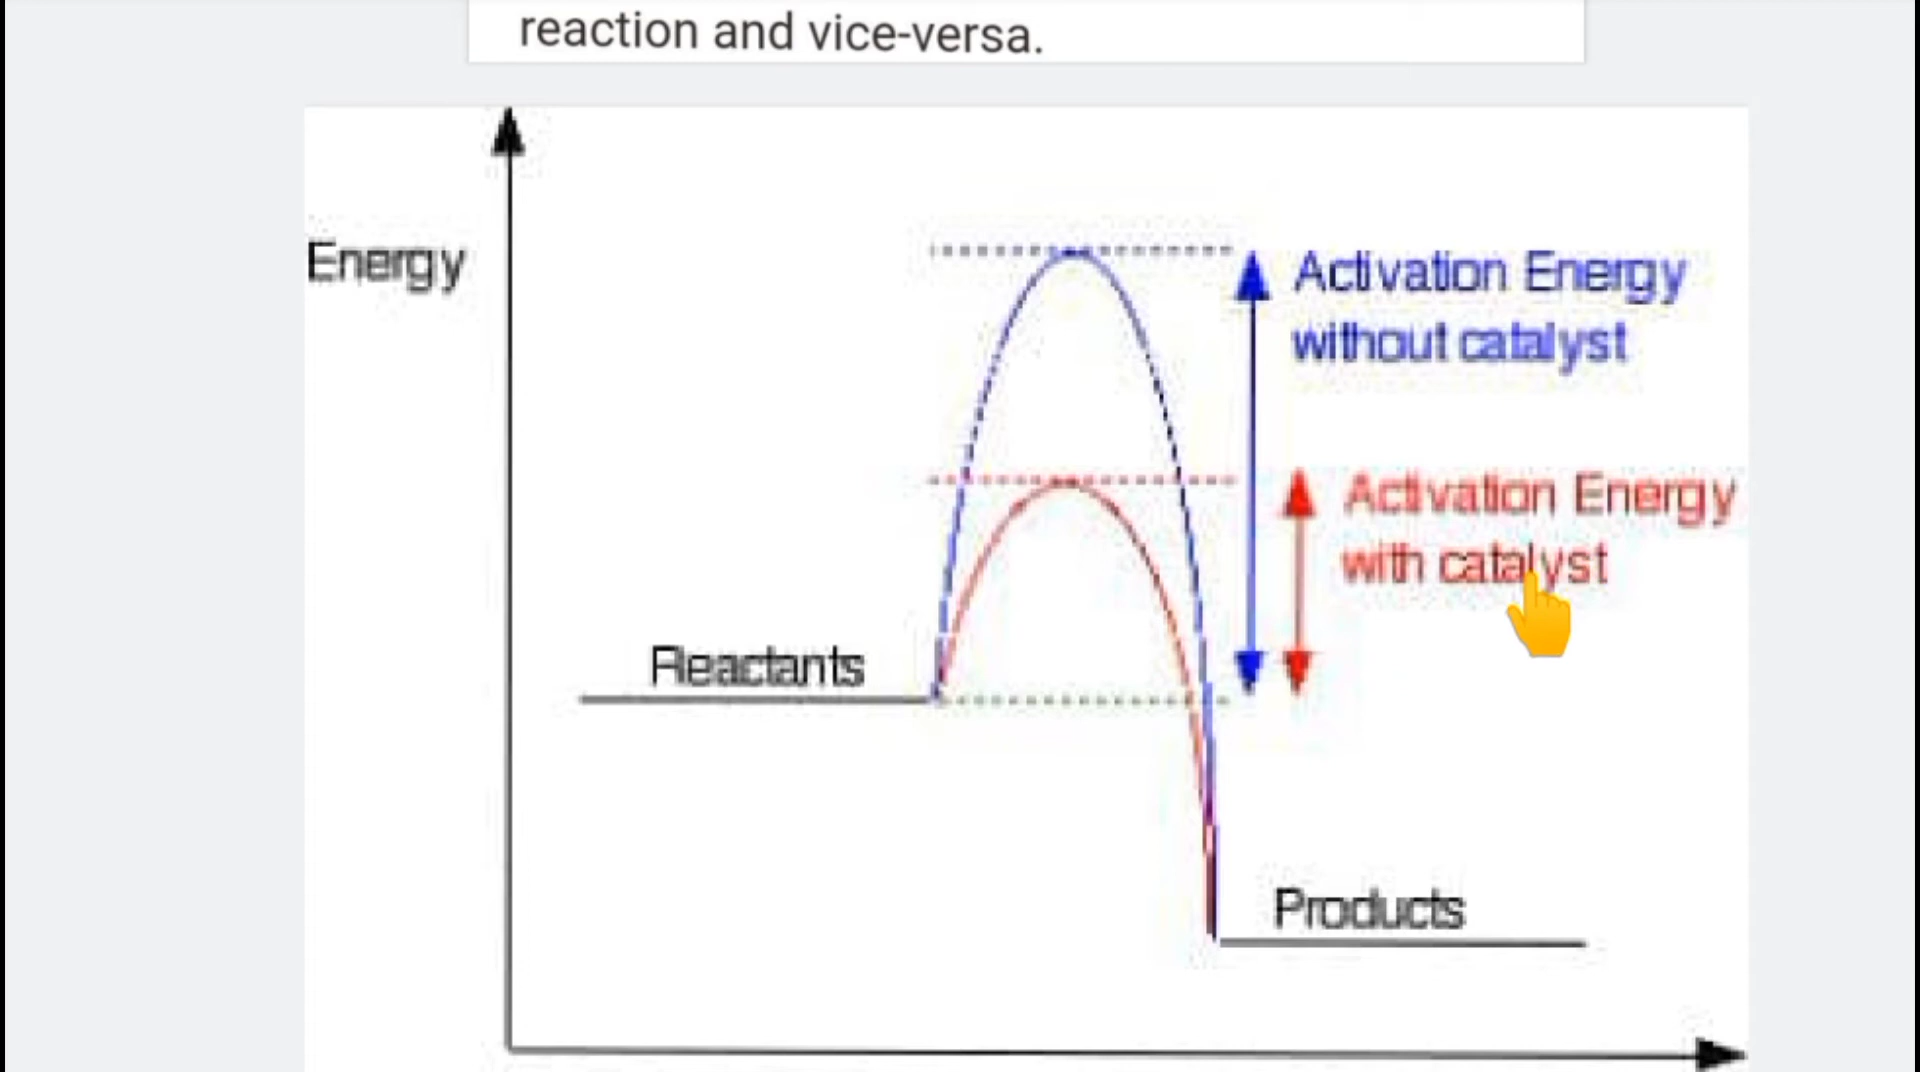 reaction and vice-versa.
Energy
Activation Energy
without catalyst
Activation Energy
with catalyst
Reactants
Products